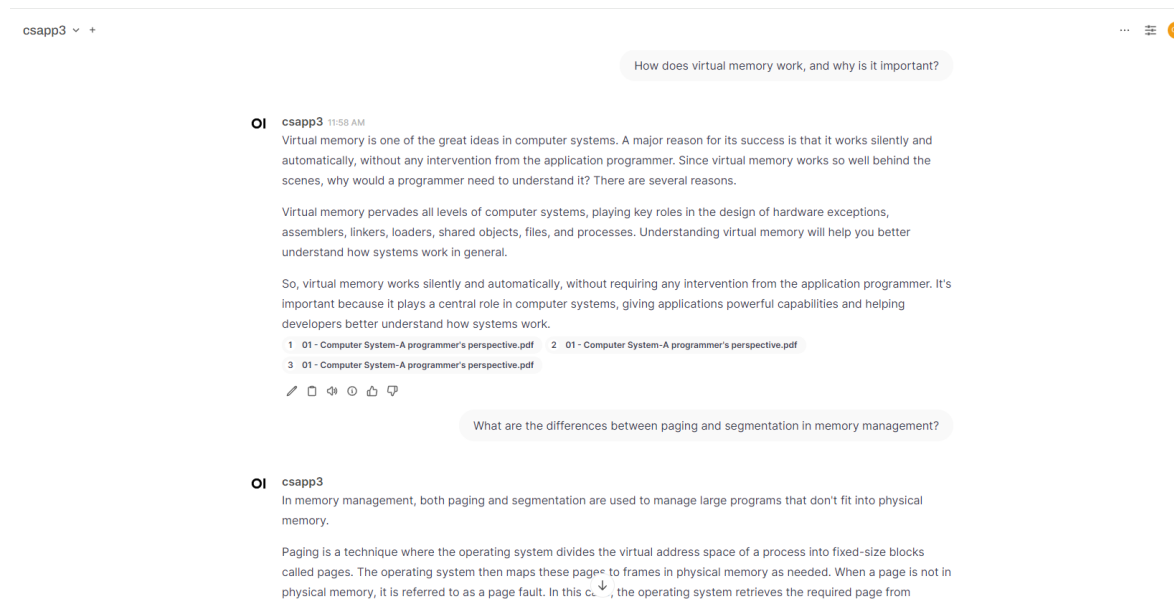 csapp3
How does virtual memory work, and why is it important?
OI csapp3 11:58 AM
Virtual memory is one of the great ideas in computer systems. A major reason for its success is that it works silently and
automatically, without any intervention from the application programmer. Since virtual memory works so well behind the
scenes, why would a programmer need to understand it? There are several reasons.
Virtual memory pervades all levels of computer systems, playing key roles in the design of hardware exceptions,
assemblers, linkers, loaders, shared objects, files, and processes. Understanding virtual memory will help you better
understand how systems work in general.
So, virtual memory works silently and automatically, without requiring any intervention from the application programmer. It's
important because it plays a central role in computer systems, giving applications powerful capabilities and helping
developers better understand how systems work.
1 01 - Computer System-A programmer's perspective.pdf 2 01 - Computer System-A programmer's perspective.pdf
3 01 - Computer System-A programmer's perspective.pdf
What are the differences between paging and segmentation in memory management?
OI csapp3
In memory management, both paging and segmentation are used to manage large programs that don't fit into physical
memory.
Paging is a technique where the operating system divides the virtual address space of a process into fixed-size blocks
called pages. The operating system then maps these pages to frames in physical memory as needed. When a page is not in
physical memory, it is referred to as a page fault. In this , the operating system retrieves the required page from